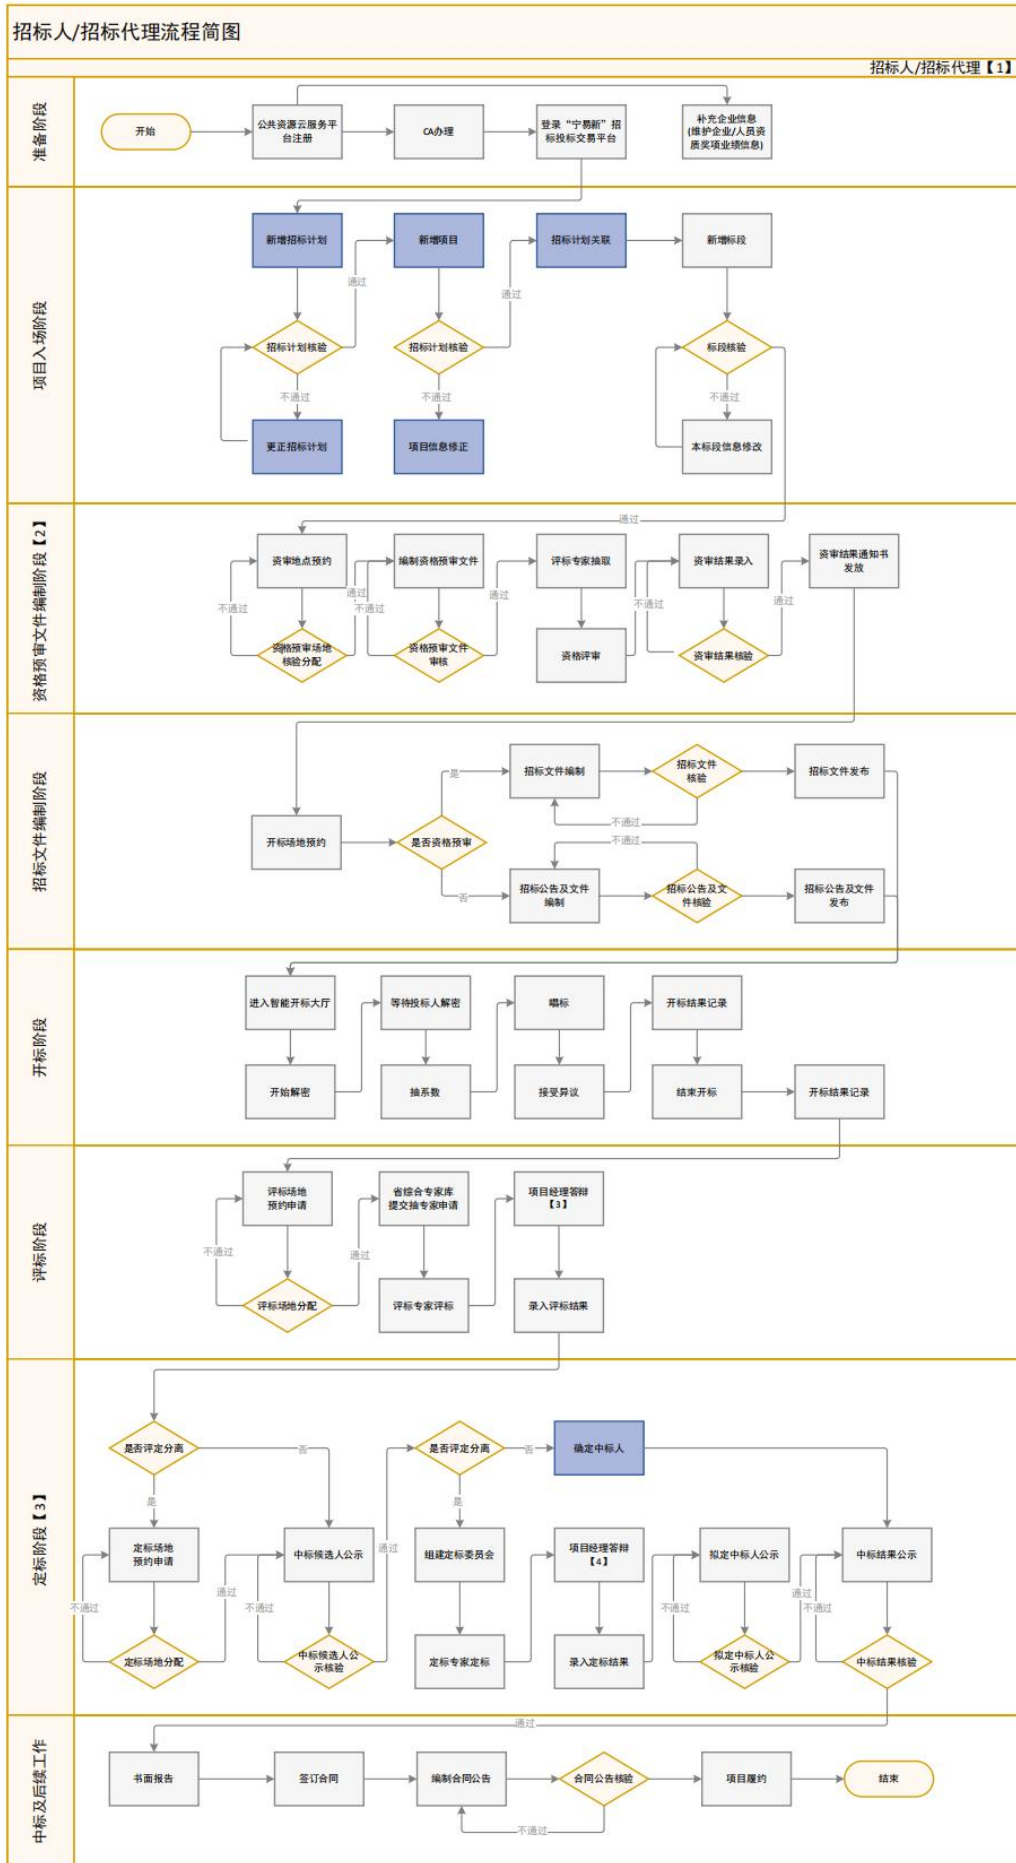 招标人/招标代理流程简图
招标人/招标代理【1】
准备阶段
开始
公共资源云服务平
台注册
CA办理
登录“宁易新”招
标投标交易平台
补充企业信息
(维护企业/人员资
质奖项业绩信息)
项目入场阶段
新增招标计划
新增项目
招标计划关联
新增标段
通过
通过
招标计划核验
招标计划核验
标段核验
不通过
不通过
不通过
更正招标计划
项目信息修正
本标段信息修改
通过
资格预审文件编制阶段【2】
资审地点预约
编制资格预审文件
评标专家抽取
资审结果录入
资审结果通知书
发放
不通过
通过
不通过
通过
不通过
通过
资格预审场地
核验分配
资格预审文件
审核
资格评审
资审结果核验
招标文件编制阶段
开标场地预约
是否资格预审
是
招标文件编制
招标文件
核验
招标文件发布
不通过
不通过
否
招标公告及文件
编制
招标公告及文
件核验
招标公告及文件
发布
开标阶段
进入智能开标大厅
等待投标人解密
唱标
开标结果记录
开始解密
抽系数
接受异议
结束开标
开标结果记录
评标阶段
评标场地
预约申请
省综合专家库
提交抽专家申请
项目经理答辩
【3】
不通过
通过
评标场地分配
评标专家评标
录入评标结果
定标阶段【3】
是否评定分离
否
是否评定分离
否
确定中标人
是
是
定标场地
预约申请
中标候选人公示
通过
组建定标委员会
项目经理答辩
【4】
拟定中标人公示
中标结果公示
不通过
通过
不通过
不通过
通过
不通过
定标场地分配
中标候选人公
示核验
定标专家定标
录入定标结果
拟定中标人公
示核验
中标结果核验
通过
中标及后续工作
书面报告
签订合同
编制合同公告
合同公告核验
项目履约
结束
不通过